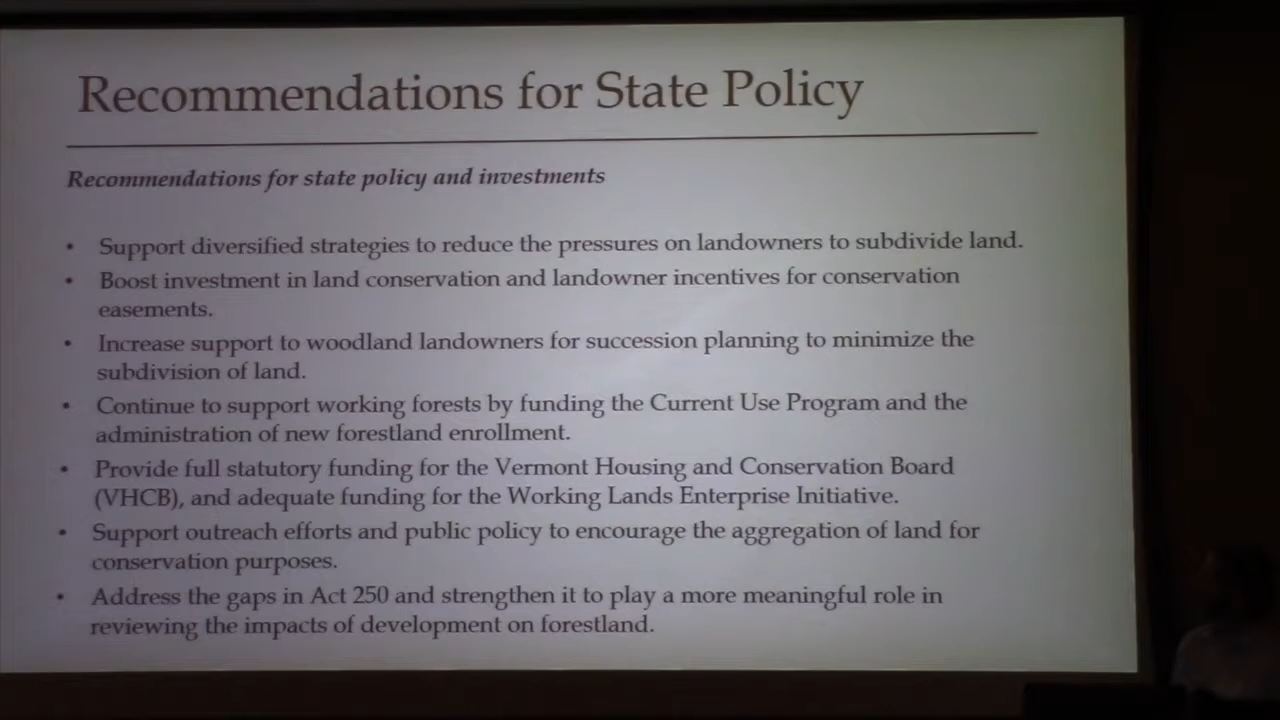 Recommendations for State Policy
Recommendations for state policy and investments
• Support diversified strategies to reduce the pressures on landowners to subdivide land.
• Boost investment in land conservation and landowner incentives for conservation
easements.
• Increase support to woodland landowners for succession planning to minimize the
subdivision of land.
• Continue to support working forests by funding the Current Use Program and the
administration of new forestland enrollment.
• Provide full statutory funding for the Vermont Housing and Conservation Board
(VHCB), and adequate funding for the Working Lands Enterprise Initiative.
• Support outreach efforts and public policy to encourage the aggregation of land for
conservation purposes.
• Address the gaps in Act 250 and strengthen it to play a more meaningful role in
reviewing the impacts of development on forestland.